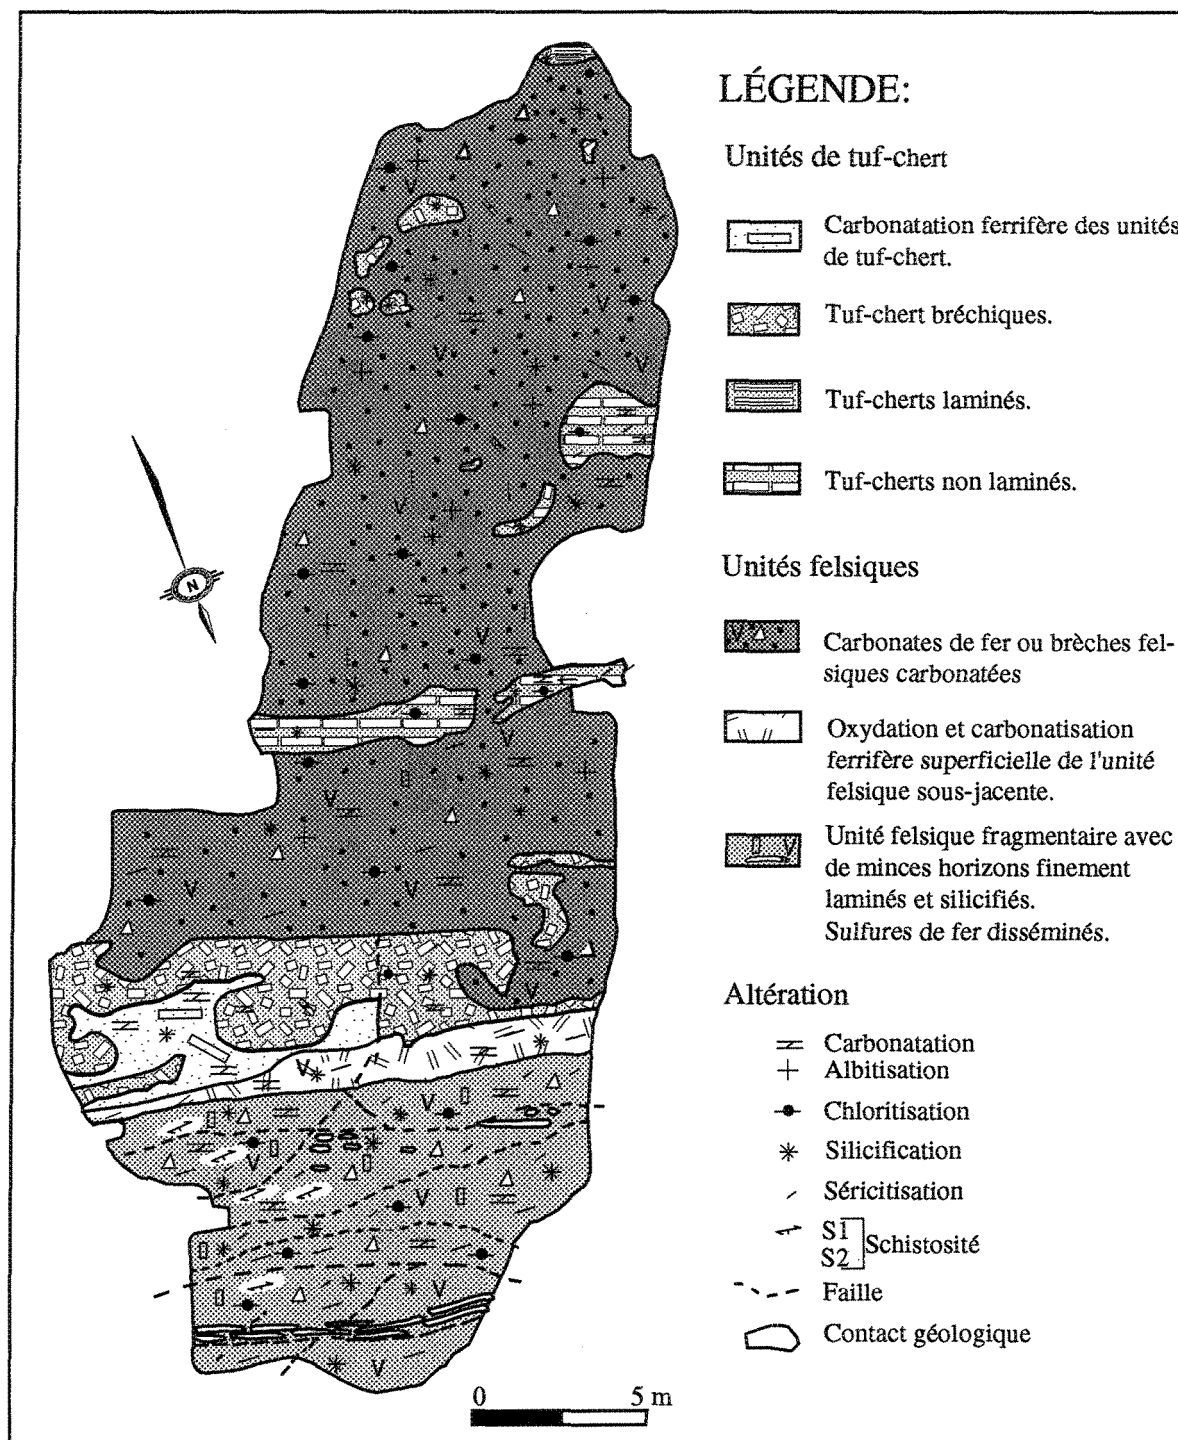 LÉGENDE:
Unités de tuf-chert
Carbonatation ferrifère des unités
de tuf-chert.
Tuf-chert bréchiques.
Tuf-cherts laminés.
Tuf-cherts non laminés.
Unités felsiques
Carbonates de fer ou brèches fel-
siques carbonatées
Oxydation et carbonatisation
ferrifère superficielle de l'unité
felsique sous-jacente.
Unité felsique fragmentaire avec
de minces horizons finement
laminés et silicifiés.
Sulfures de fer disséminés.
Altération
Carbonatation
Albitisation
Chloritisation
Silicification
Séricitisation
S1
S2
Schistosité
Faille
Contact géologique
N
0 5 m